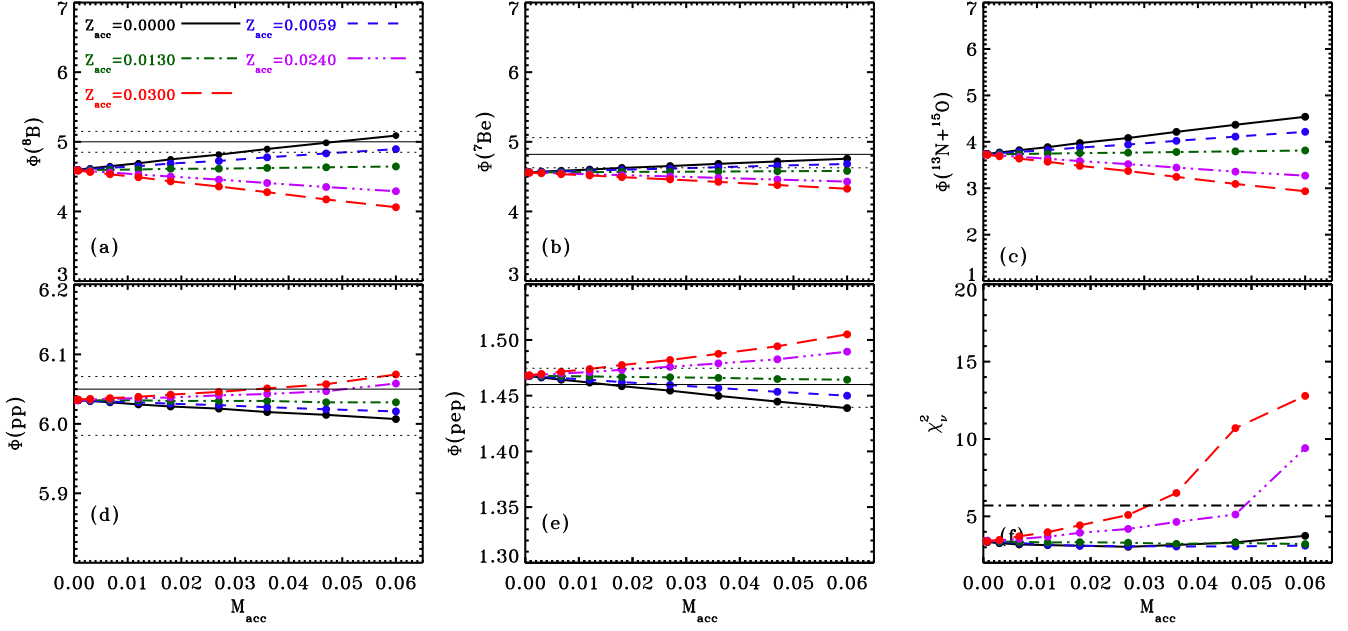 Z_acc=0.0000 Z_acc=0.0059
Z_acc=0.0130 Z_acc=0.0240
Z_acc=0.0300
Φ(⁸B)
7
6
5
4
3
(a)
Φ(⁷Be)
7
6
5
4
3
(b)
Φ(¹³N+¹⁵O)
7
6
5
4
3
2
1
(c)
Φ(pp)
6.2
6.1
6.0
5.9
(d)
0.00 0.01 0.02 0.03 0.04 0.05 0.06
M_acc
Φ(pep)
1.50
1.45
1.40
1.35
1.30
(e)
0.00 0.01 0.02 0.03 0.04 0.05 0.06
M_acc
χ²_ν
20
15
10
5
(f)
0.00 0.01 0.02 0.03 0.04 0.05 0.06
M_acc